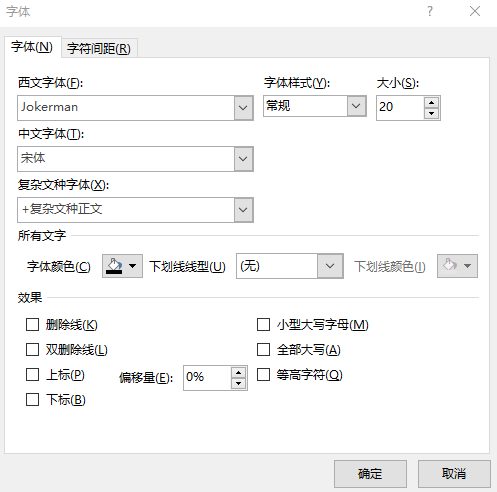 字体
字体(N) 字符间距(R)
西文字体(F): 字体样式(Y): 大小(S):
Jokerman 常规 20
中文字体(T):
宋体
复杂文种字体(X):
+复杂文种正文
所有文字
字体颜色(C) 下划线线型(U) (无) 下划线颜色(I)
效果
删除线(K) 小型大写字母(M)
双删除线(L) 全部大写(A)
上标(P) 偏移量(E): 0% 等高字符(Q)
下标(B)
确定 取消